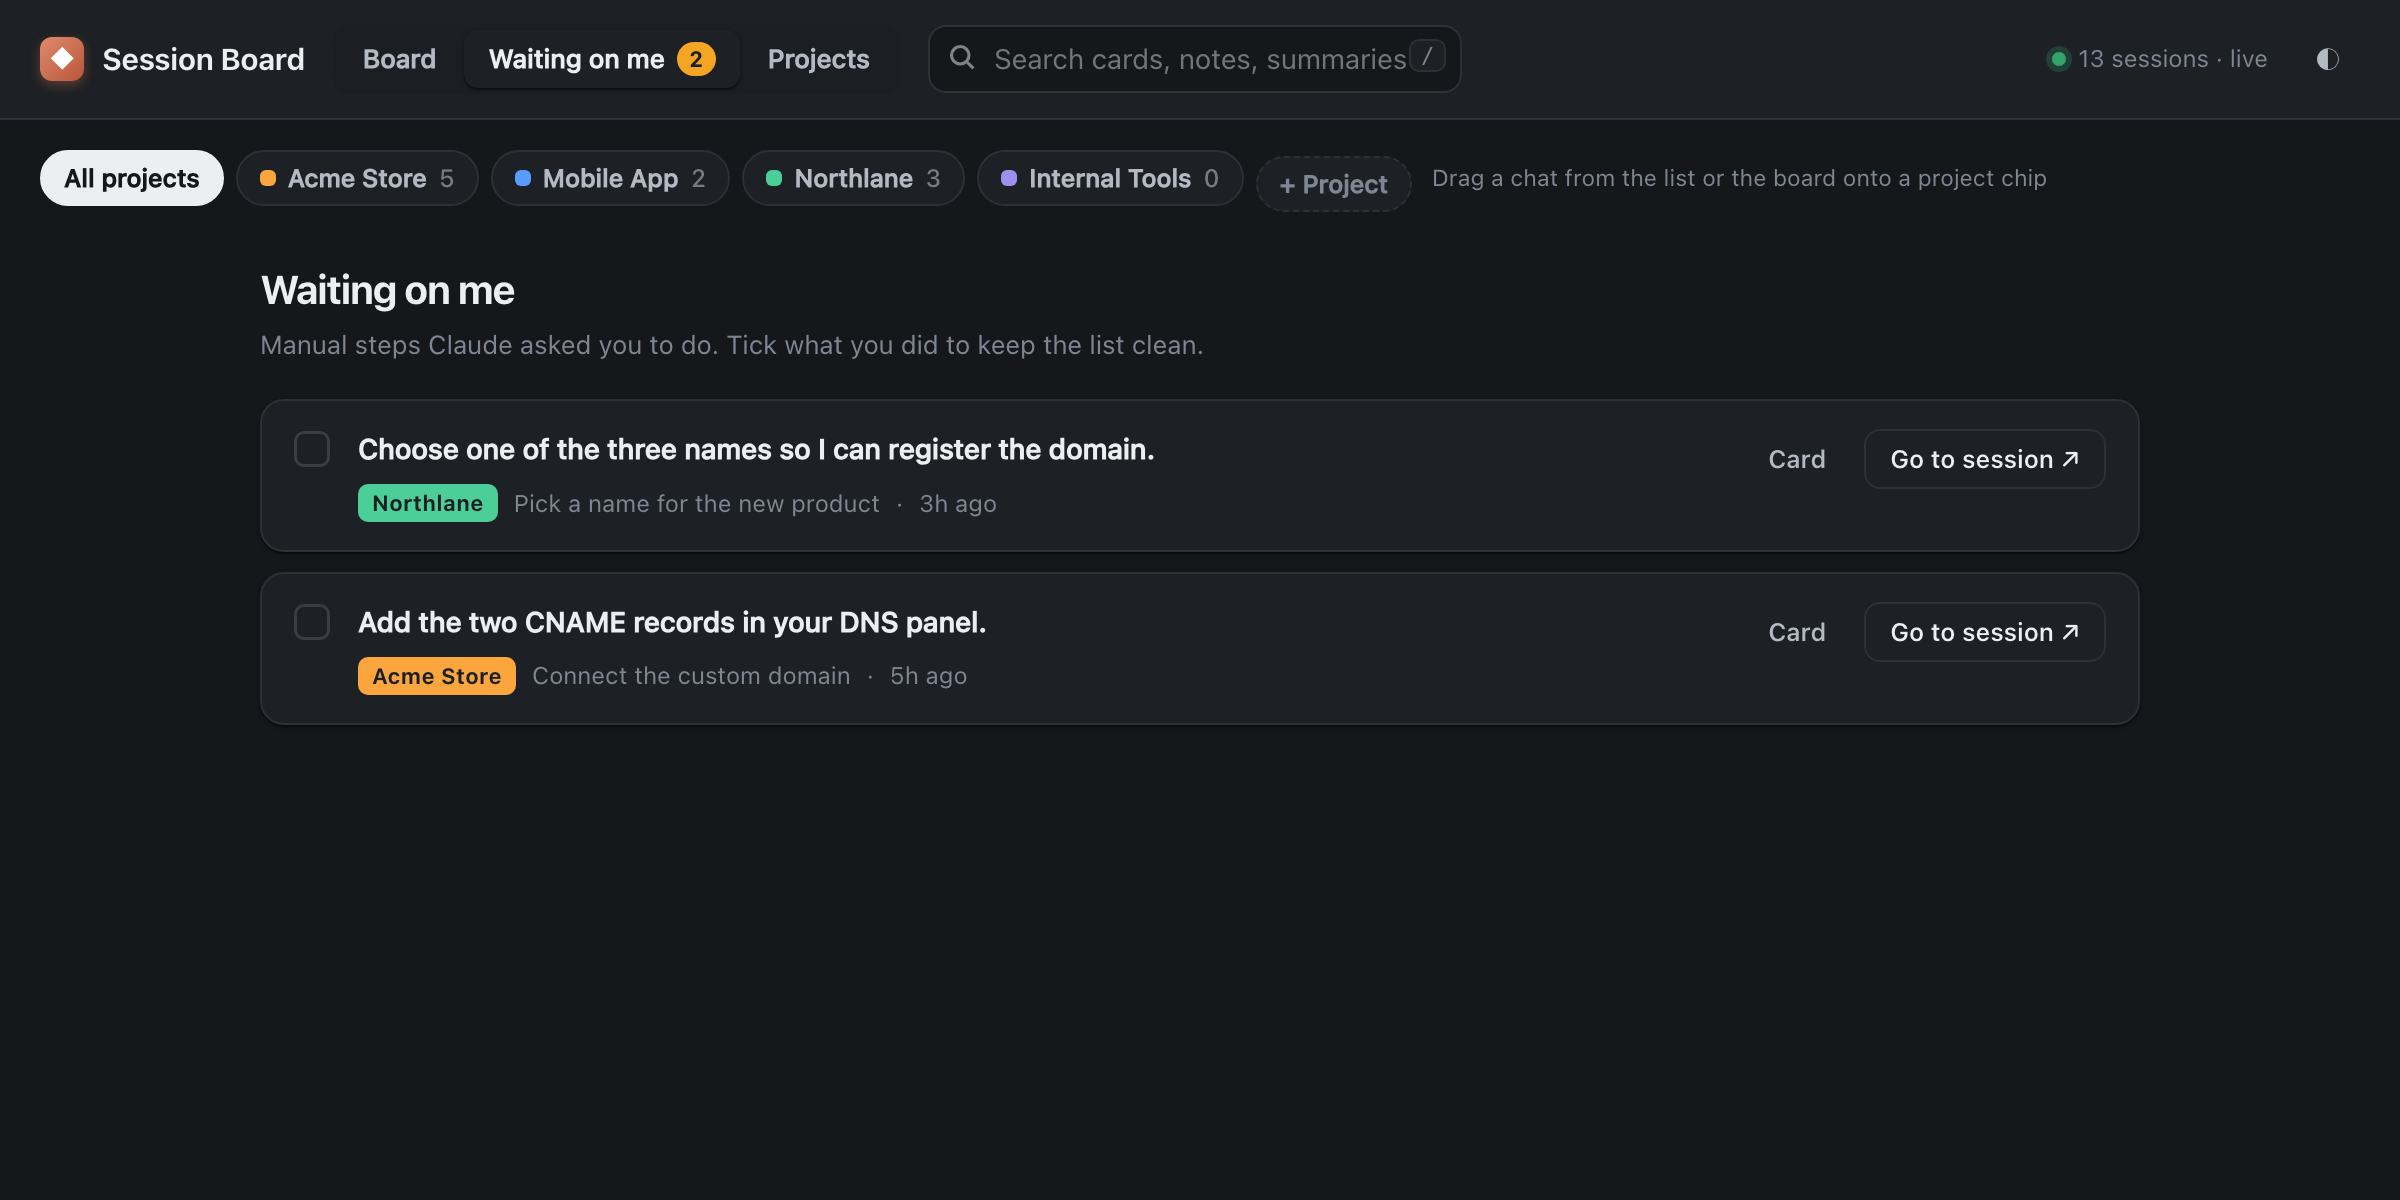 Session Board Board Waiting on me 2 Projects Search cards, notes, summaries / 13 sessions · live
All projects Acme Store 5 Mobile App 2 Northlane 3 Internal Tools 0 + Project Drag a chat from the list or the board onto a project chip
Waiting on me
Manual steps Claude asked you to do. Tick what you did to keep the list clean.
Choose one of the three names so I can register the domain. Card Go to session ↗
Northlane Pick a name for the new product · 3h ago
Add the two CNAME records in your DNS panel. Card Go to session ↗
Acme Store Connect the custom domain · 5h ago